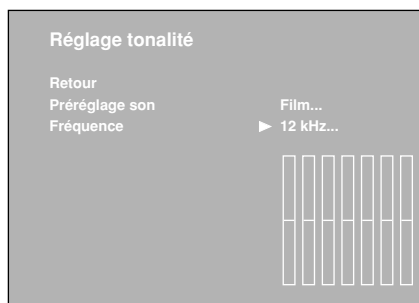 Réglage tonalité
Retour
Préréglage son Film...
Fréquence ▶ 12 kHz...